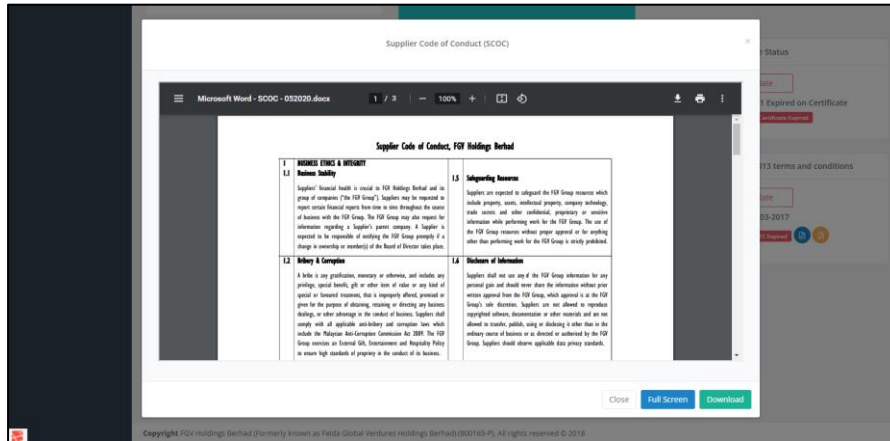 Supplier Code of Conduct (SCOC)
×
Microsoft Word - SCOC - 052020.docx
1 / 3
100%
Supplier Code of Conduct, FGV Holdings Berhad
1 BUSINESS ETHICS & INTEGRITY
1.1 Business Stability
Suppliers' financial health is crucial to FGV Holdings Berhad and its
group of companies ("the FGV Group"). Suppliers may be requested to
report certain financial reports from time to time throughout the course
of business with the FGV Group. The FGV Group may also request for
information regarding a Supplier's parent company. A Supplier is
expected to be responsible of notifying the FGV Group promptly if a
change in ownership or member(s) of the Board of Director takes place.
1.5 Safeguarding Resources
Suppliers are expected to safeguard the FGV Group resources which
include property, assets, intellectual property, company technology,
trade secrets and other confidential, proprietary or sensitive
information while performing work for the FGV Group. The use of
the FGV Group resources without proper approval or for anything
other than performing work for the FGV Group is strictly prohibited.
1.2 Bribery & Corruption
A bribe is any gratification, monetary or otherwise, and includes any
privilege, special benefit, gift or other item of value or any kind of
special or favoured treatment, that is improperly offered, promised or
given for the purpose of obtaining, retaining or directing any business
dealings, or other advantage in the conduct of business. Suppliers shall
comply with all applicable anti-bribery and corruption laws which
include the Malaysian Anti-Corruption Commission Act 2009. The FGV
Group exercises an External Gift, Entertainment and Hospitality Policy
to ensure high standards of propriety in the conduct of its business.
1.6 Disclosure of Information
Suppliers shall not use any of the FGV Group information for any
personal gain and should never share the information without prior
written approval from the FGV Group, which approval is at the FGV
Group's sole discretion. Suppliers are not allowed to reproduce
copyrighted software, documentation or other materials and are not
allowed to transfer, publish, using or disclosing it other than in the
ordinary course of business or as directed or authorised by the FGV
Group. Suppliers should observe applicable data privacy standards.
Close
Full Screen
Download
Status
1 Expired on Certificate
Certificate Expired
013 terms and conditions
03-2017
Expired
Copyright FGV Holdings Berhad (Formerly known as Felda Global Ventures Holdings Berhad) (800165-P). All rights reserved © 2018